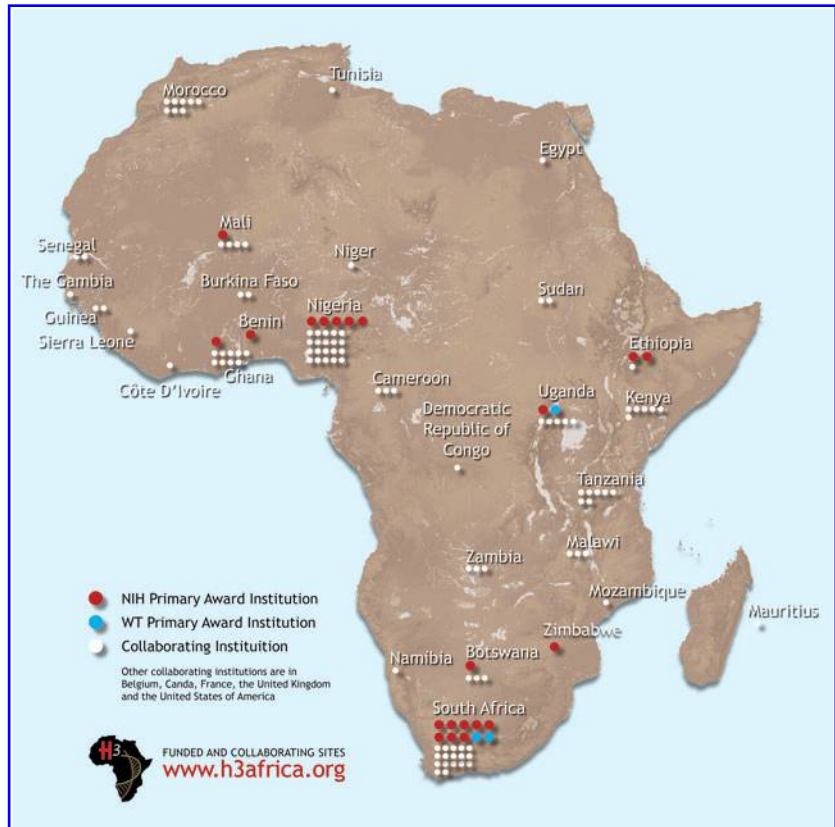 Tunisia
Morocco
Egypt
Mali
Senegal
Niger
The Gambia
Burkina Faso
Sudan
Guinea
Nigeria
Benin
Sierra Leone
Ethiopia
Ghana
Côte D'Ivoire
Cameroon
Uganda
Kenya
Democratic
Republic of
Congo
Tanzania
Malawi
Zambia
Mozambique
Mauritius
Zimbabwe
Namibia
Botswana
South Africa
NIH Primary Award Institution
WT Primary Award Institution
Collaborating Instituition
Other collaborating institutions are in
Belgium, Canda, France, the United Kingdom
and the United States of America
H3
FUNDED AND COLLABORATING SITES
www.h3africa.org